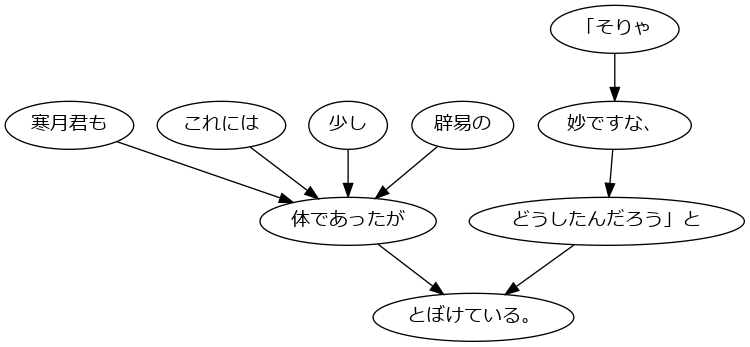 「そりゃ
寒月君も
これには
少し
辟易の
妙ですな、
体であったが
どうしたんだろう」と
とぼけている。